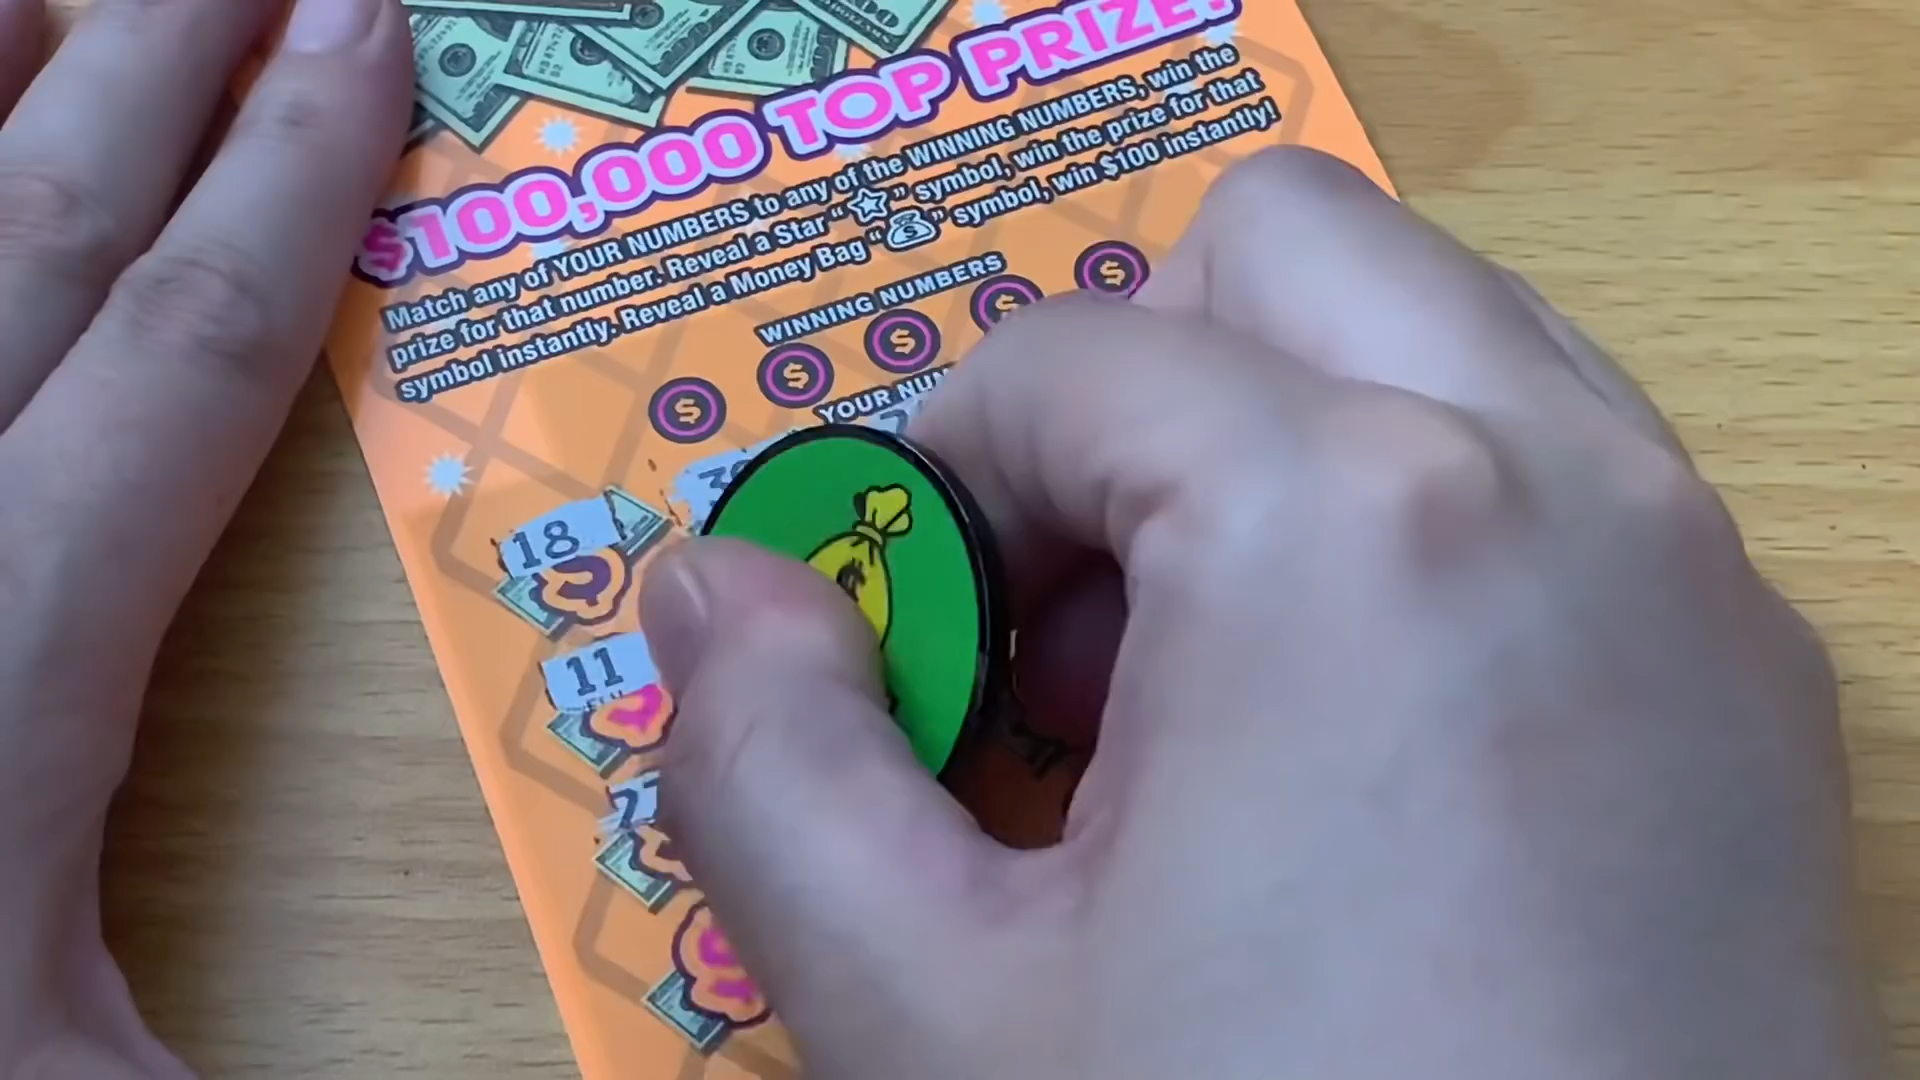 $100,000 TOP PRIZE!
Match any of YOUR NUMBERS to any of the WINNING NUMBERS, win the
prize for that number. Reveal a Star “ ” symbol, win the prize for that
symbol instantly. Reveal a Money Bag “ ” symbol, win $100 instantly!
WINNING NUMBERS
$ $ $ $ $
YOUR NUM
18
11